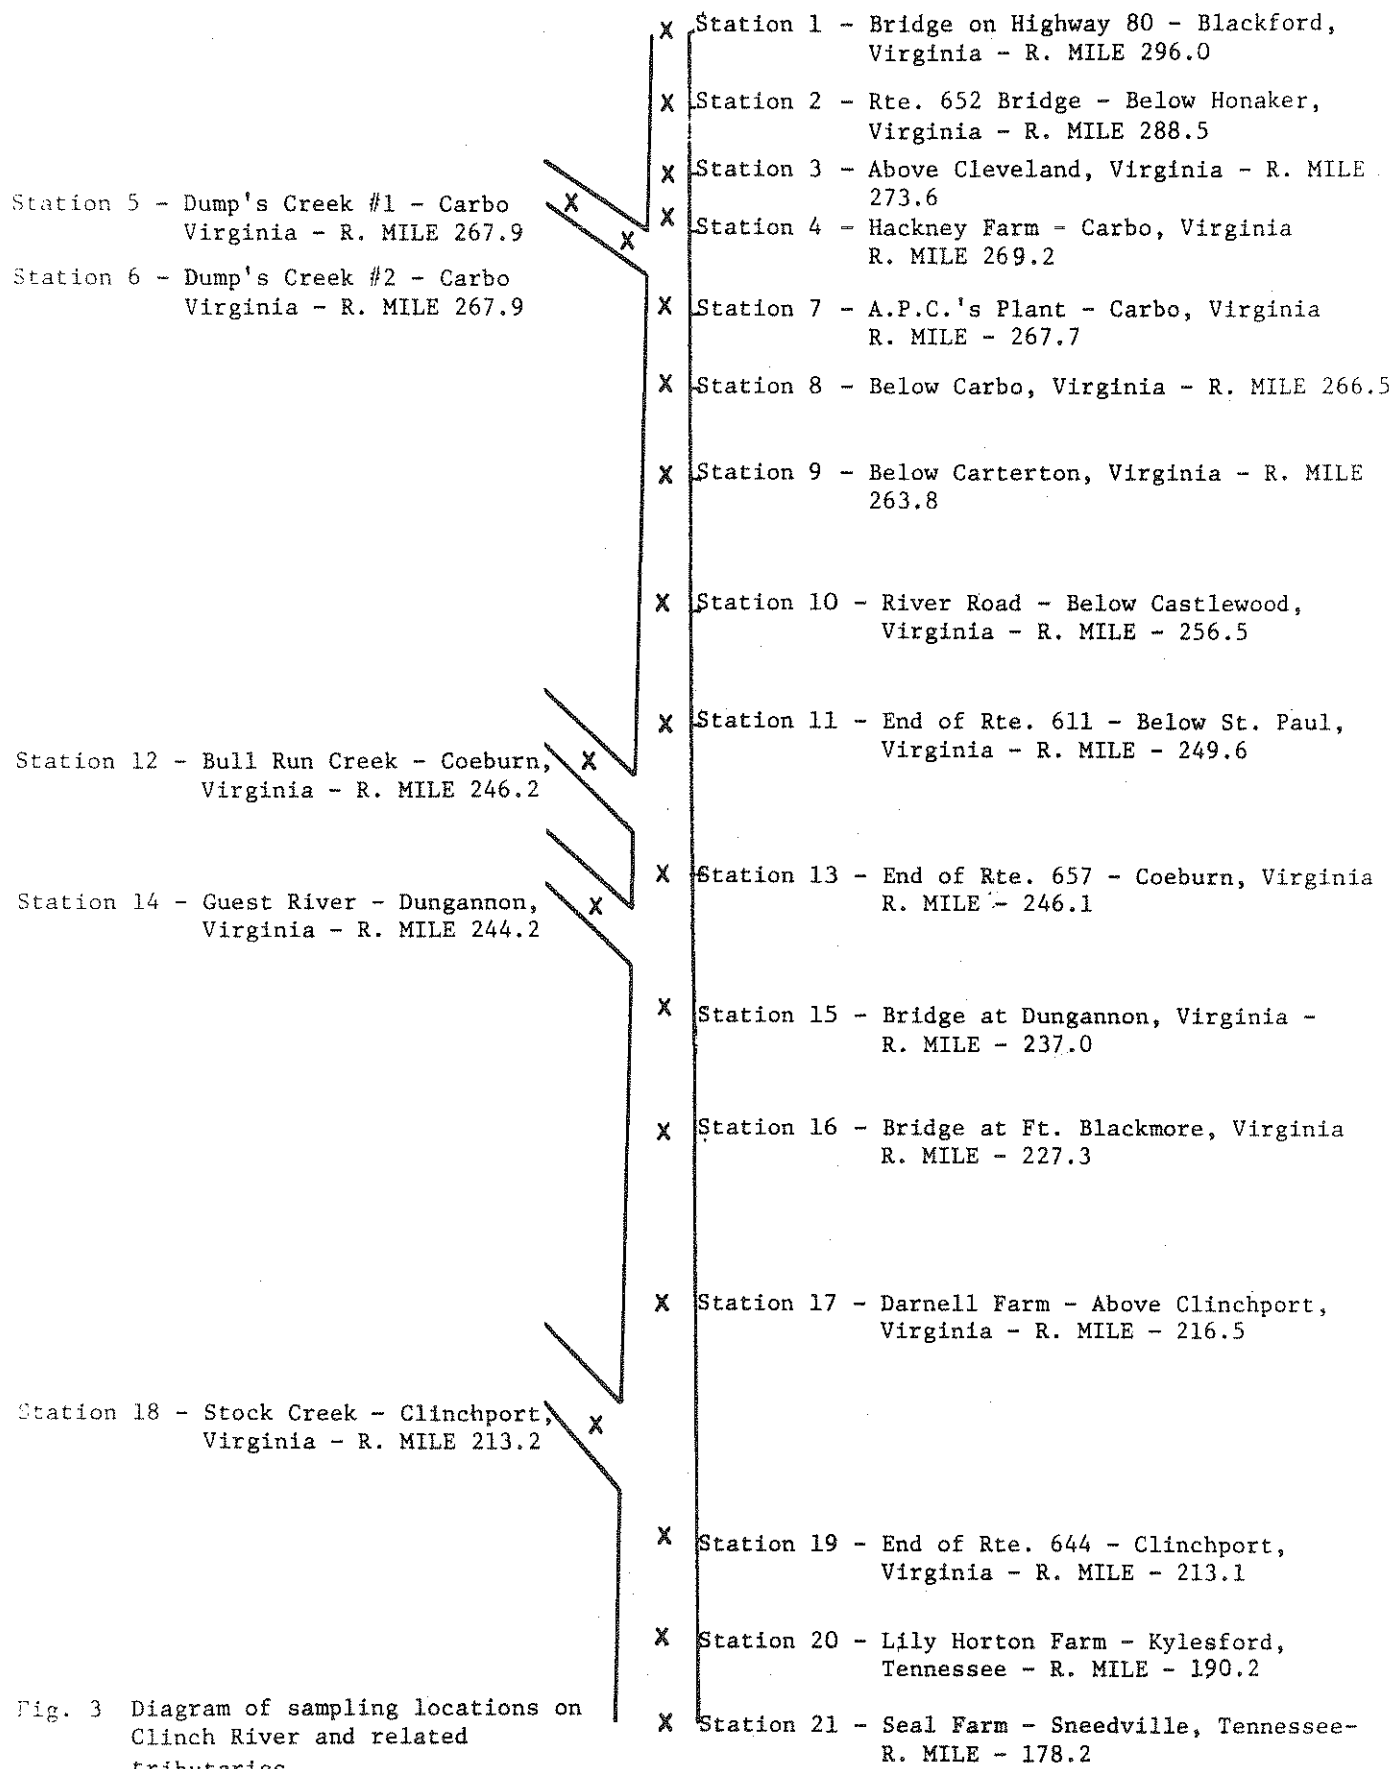 Station 1 - Bridge on Highway 80 - Blackford,
Virginia - R. MILE 296.0
Station 2 - Rte. 652 Bridge - Below Honaker,
Virginia - R. MILE 288.5
Station 3 - Above Cleveland, Virginia - R. MILE
273.6
Station 4 - Hackney Farm - Carbo, Virginia
R. MILE 269.2
Station 5 - Dump's Creek #1 - Carbo
Virginia - R. MILE 267.9
Station 6 - Dump's Creek #2 - Carbo
Virginia - R. MILE 267.9
Station 7 - A.P.C.'s Plant - Carbo, Virginia
R. MILE - 267.7
Station 8 - Below Carbo, Virginia - R. MILE 266.5
Station 9 - Below Carterton, Virginia - R. MILE
263.8
Station 10 - River Road - Below Castlewood,
Virginia - R. MILE - 256.5
Station 11 - End of Rte. 611 - Below St. Paul,
Virginia - R. MILE - 249.6
Station 12 - Bull Run Creek - Coeburn,
Virginia - R. MILE 246.2
Station 13 - End of Rte. 657 - Coeburn, Virginia
R. MILE - 246.1
Station 14 - Guest River - Dungannon,
Virginia - R. MILE 244.2
Station 15 - Bridge at Dungannon, Virginia -
R. MILE - 237.0
Station 16 - Bridge at Ft. Blackmore, Virginia
R. MILE - 227.3
Station 17 - Darnell Farm - Above Clinchport,
Virginia - R. MILE - 216.5
Station 18 - Stock Creek - Clinchport,
Virginia - R. MILE 213.2
Station 19 - End of Rte. 644 - Clinchport,
Virginia - R. MILE - 213.1
Station 20 - Lily Horton Farm - Kylesford,
Tennessee - R. MILE - 190.2
Station 21 - Seal Farm - Sneedville, Tennessee-
R. MILE - 178.2
Fig. 3 Diagram of sampling locations on
Clinch River and related
tributaries